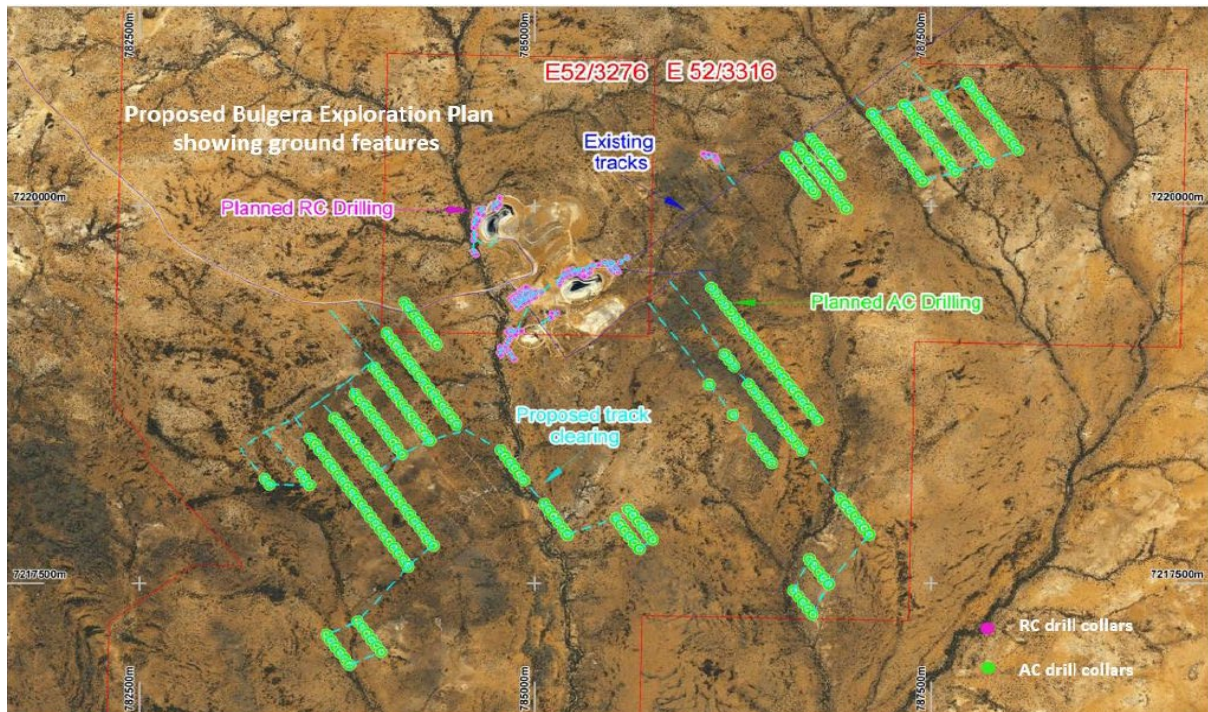 782500m
785000m
787500m
E52/3276
E 52/3316
Proposed Bulgera Exploration Plan
showing ground features
Existing
tracks
7220000m
7220000m
Planned RC Drilling
Planned AC Drilling
Proposed track
clearing
7217500m
7217500m
RC drill collars
AC drill collars
782500m
785000m
787500m